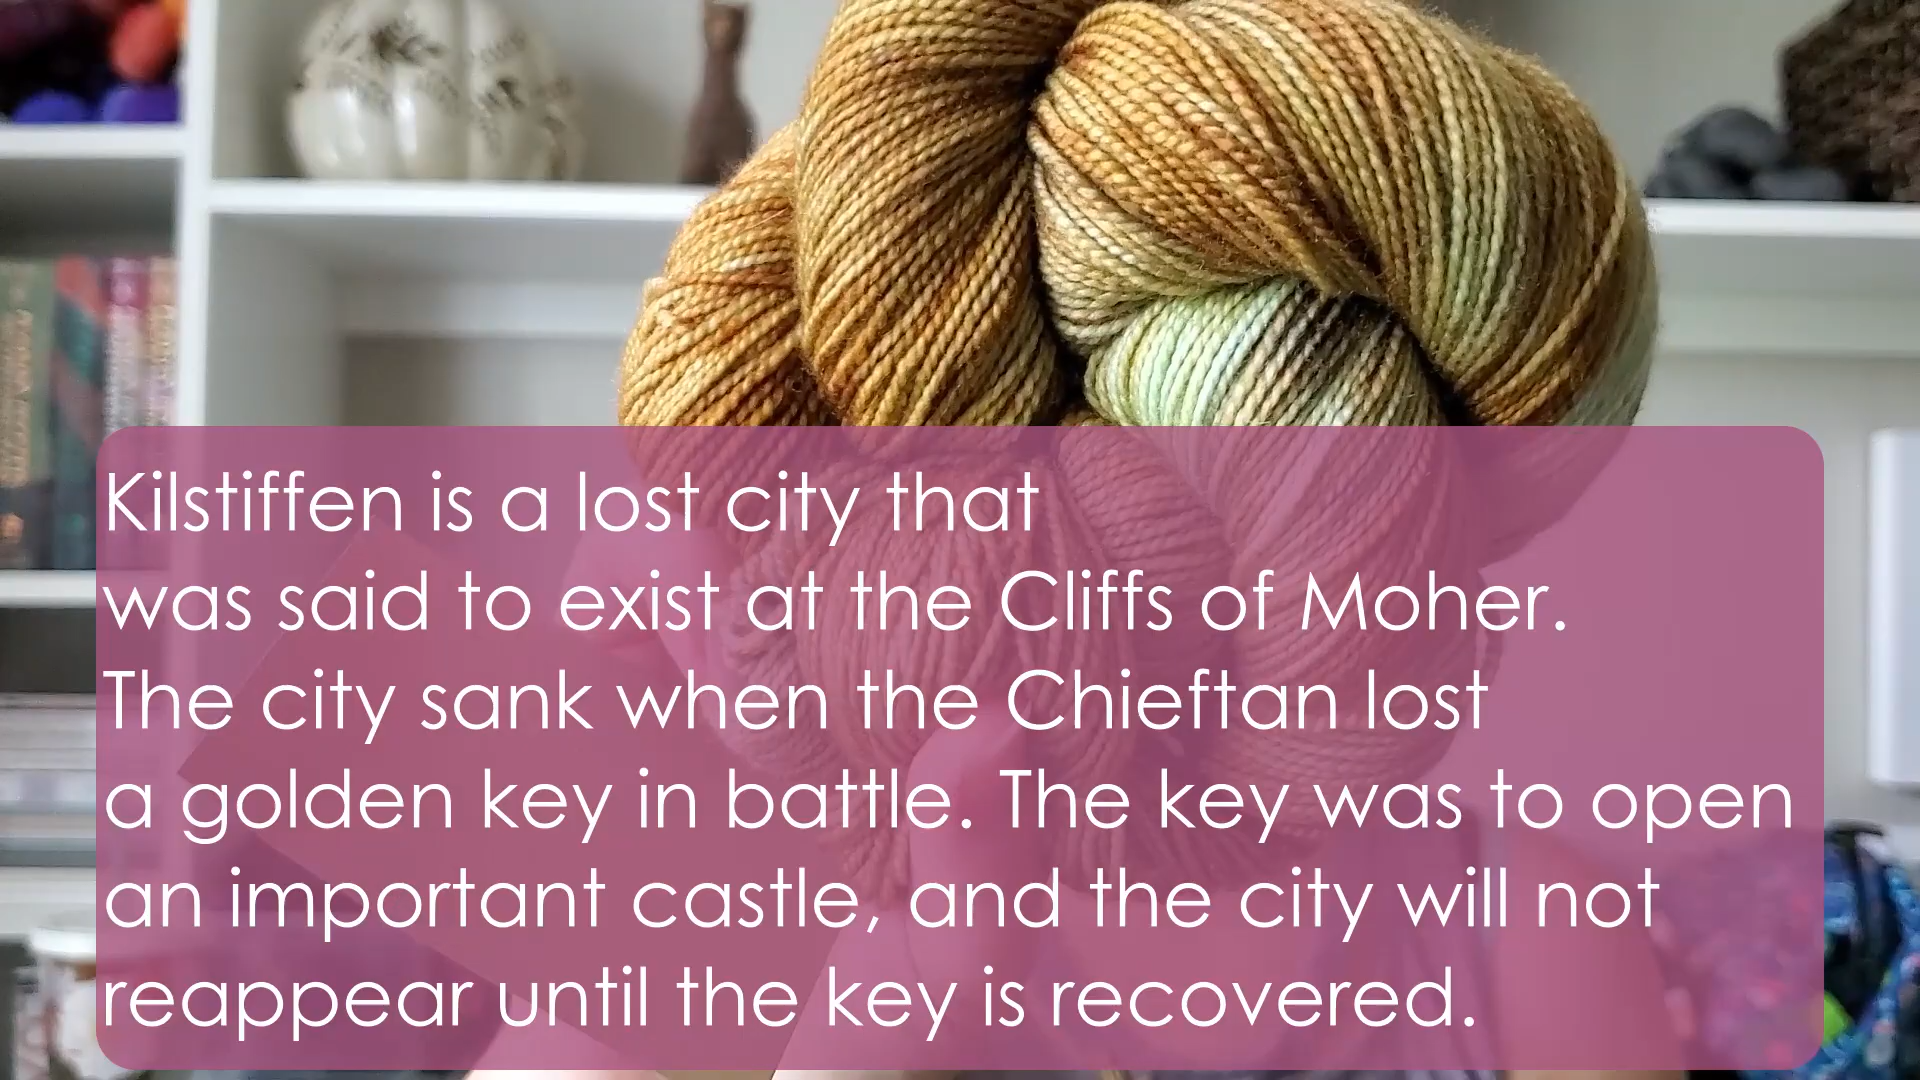 Kilstiffen is a lost city that
was said to exist at the Cliffs of Moher.
The city sank when the Chieftan lost
a golden key in battle. The key was to open
an important castle, and the city will not
reappear until the key is recovered.